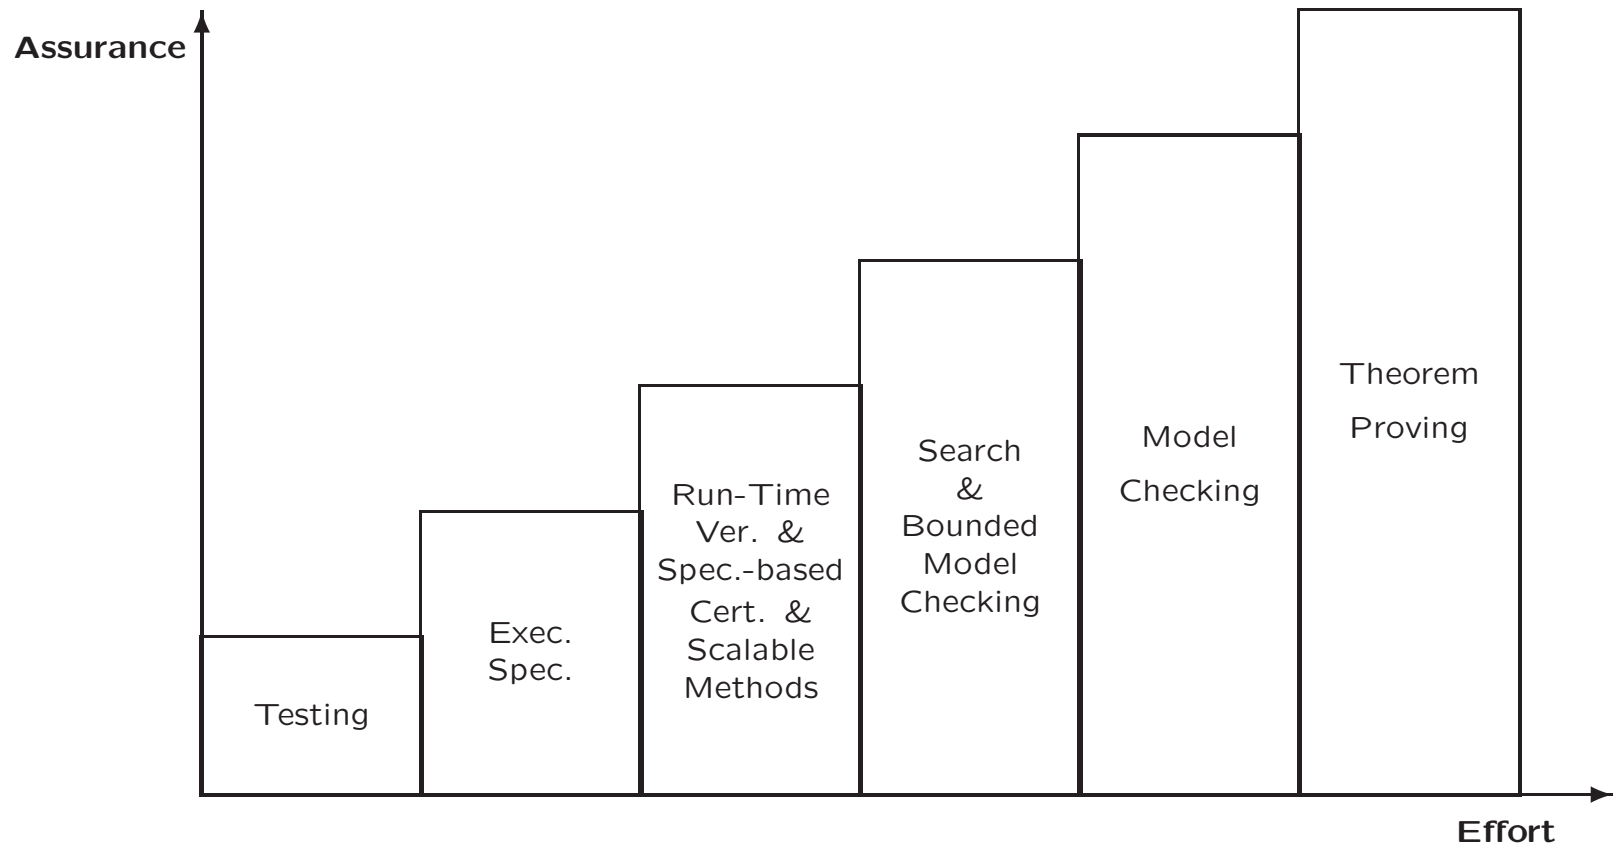 Assurance
Testing
Exec.
Spec.
Run-Time
Ver. &
Spec.-based
Cert. &
Scalable
Methods
Search
&
Bounded
Model
Checking
Model
Checking
Theorem
Proving
Effort